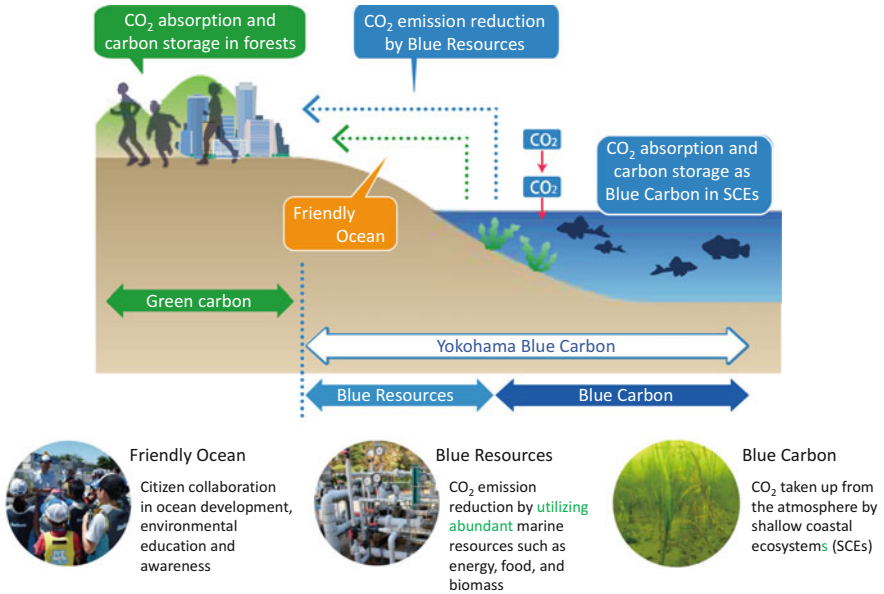 CO₂ absorption and
carbon storage in forests
CO₂ emission reduction
by Blue Resources
CO₂
CO₂
CO₂ absorption and
carbon storage as
Blue Carbon in SCEs
Friendly
Ocean
Green carbon
Yokohama Blue Carbon
Blue Resources
Blue Carbon
Friendly Ocean
Citizen collaboration
in ocean development,
environmental
education and
awareness
Blue Resources
CO₂ emission
reduction by utilizing
abundant marine
resources such as
energy, food, and
biomass
Blue Carbon
CO₂ taken up from
the atmosphere by
shallow coastal
ecosystems (SCEs)